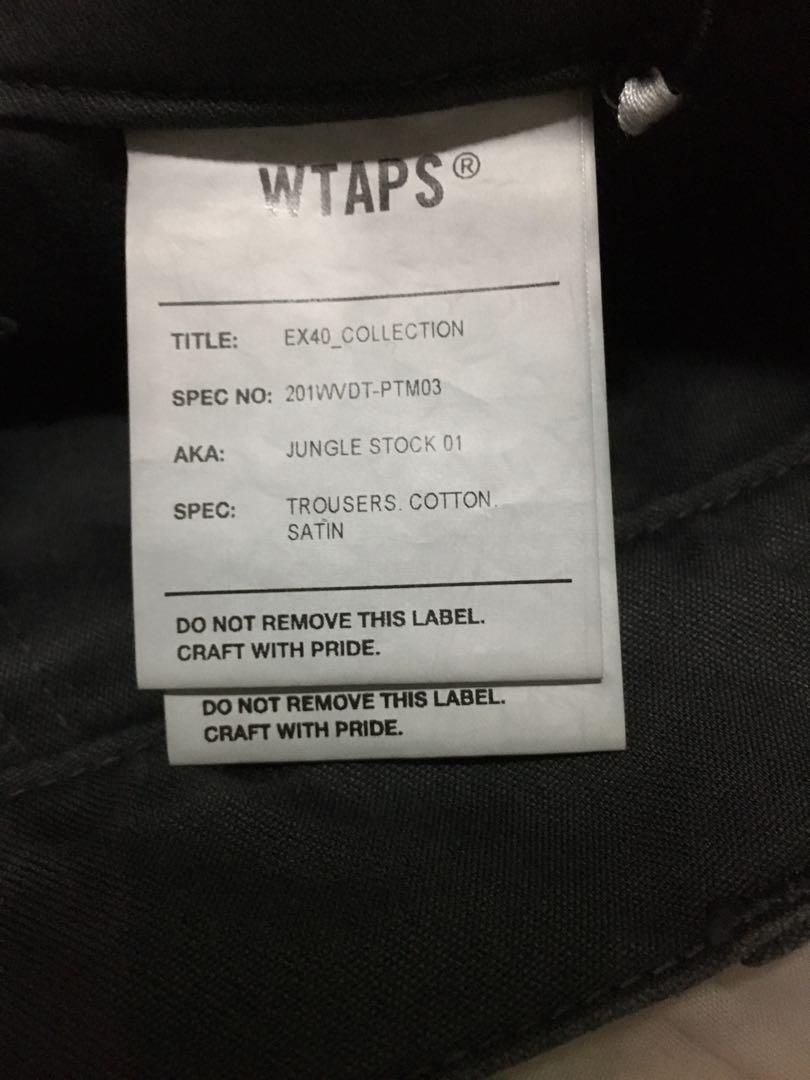 WTAPS®
TITLE: EX40_COLLECTION
SPEC NO: 201WVDT-PTM03
AKA: JUNGLE STOCK 01
SPEC: TROUSERS. COTTON.
SATIN
DO NOT REMOVE THIS LABEL.
CRAFT WITH PRIDE.
DO NOT REMOVE THIS LABEL.
CRAFT WITH PRIDE.